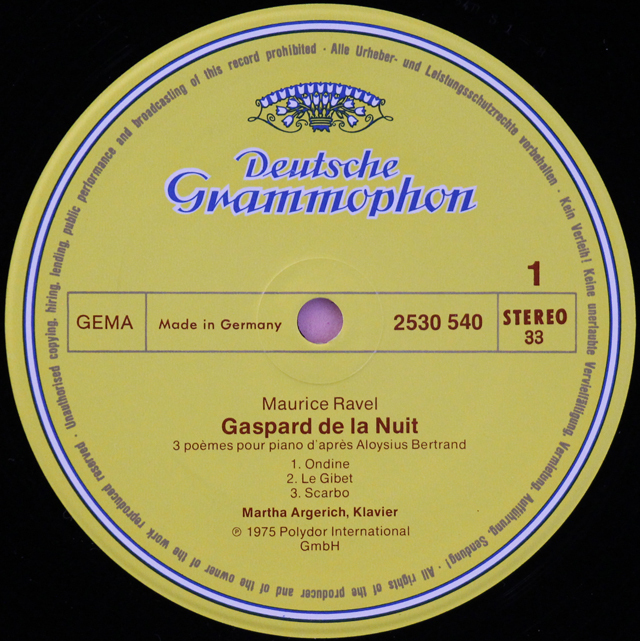 Deutsche
Grammophon
1
GEMA
Made in Germany
2530 540
STEREO
33
Maurice Ravel
Gaspard de la Nuit
3 poèmes pour piano d'après Aloysius Bertrand
1. Ondine
2. Le Gibet
3. Scarbo
Martha Argerich, Klavier
℗ 1975 Polydor International
GmbH
Alle Urheber- und Leistungsschutzrechte vorbehalten · Kein Verleih! Keine unerlaubte Vervielfältigung, Vermietung, Aufführung, Sendung! · All rights of the producer and of the owner of the work reproduced reserved · Unauthorised copying, hiring, lending, public performance and broadcasting of this record prohibited ·